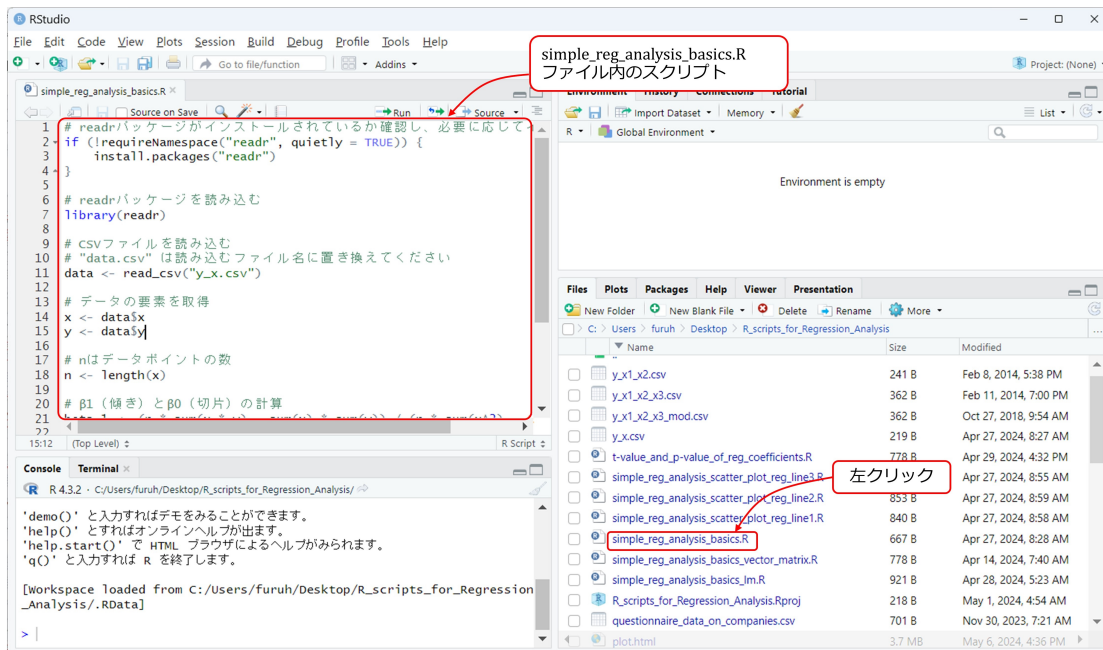 RStudio
File Edit Code View Plots Session Build Debug Profile Tools Help
Go to file/function Addins Project: (None)
simple_reg_analysis_basics.R
ファイル内のスクリプト
simple_reg_analysis_basics.R
Source on Save Run Source
1 # readrパッケージがインストールされているか確認し、必要に応じてイ
2 if (!requireNamespace("readr", quietly = TRUE)) {
3 install.packages("readr")
4 }
5
6 # readrパッケージを読み込む
7 library(readr)
8
9 # CSVファイルを読み込む
10 # "data.csv" は読み込むファイル名に置き換えてください
11 data <- read_csv("y_x.csv")
12
13 # データの要素を取得
14 x <- data$x
15 y <- data$y
16
17 # nはデータポイントの数
18 n <- length(x)
19
20 # β1（傾き）とβ0（切片）の計算
21
22
15:12 (Top Level) R Script
Console Terminal
R 4.3.2 · C:/Users/furuh/Desktop/R_scripts_for_Regression_Analysis/
'demo()' と入力すればデモをみることができます。
'help()' とすればオンラインヘルプが出ます。
'help.start()' で HTML ブラウザによるヘルプがみられます。
'q()' と入力すれば R を終了します。
[Workspace loaded from C:/Users/furuh/Desktop/R_scripts_for_Regression
_Analysis/.RData]
>
Environment History Connections Tutorial
Import Dataset Memory List
R Global Environment
Environment is empty
Files Plots Packages Help Viewer Presentation
New Folder New Blank File Delete Rename More
C: Users furuh Desktop R_scripts_for_Regression_Analysis ...
Name Size Modified
..
y_x1_x2.csv 241 B Feb 8, 2014, 5:38 PM
y_x1_x2_x3.csv 362 B Feb 11, 2014, 7:00 PM
y_x1_x2_x3_mod.csv 362 B Oct 27, 2018, 9:54 AM
y_x.csv 219 B Apr 27, 2024, 8:27 AM
t-value_and_p-value_of_reg_coefficients.R 778 B Apr 29, 2024, 4:32 PM
simple_reg_analysis_scatter_plot_reg_line3.R Apr 27, 2024, 8:55 AM
左クリック
simple_reg_analysis_scatter_plot_reg_line2.R 853 B Apr 27, 2024, 8:59 AM
simple_reg_analysis_scatter_plot_reg_line1.R 840 B Apr 27, 2024, 8:58 AM
simple_reg_analysis_basics.R 667 B Apr 27, 2024, 8:28 AM
simple_reg_analysis_basics_vector_matrix.R 778 B Apr 14, 2024, 7:40 AM
simple_reg_analysis_basics_lm.R 921 B Apr 28, 2024, 5:23 AM
R_scripts_for_Regression_Analysis.Rproj 218 B May 1, 2024, 4:54 AM
questionnaire_data_on_companies.csv 701 B Nov 30, 2023, 7:21 AM
plot.html 3.7 MB May 6, 2024, 4:36 PM